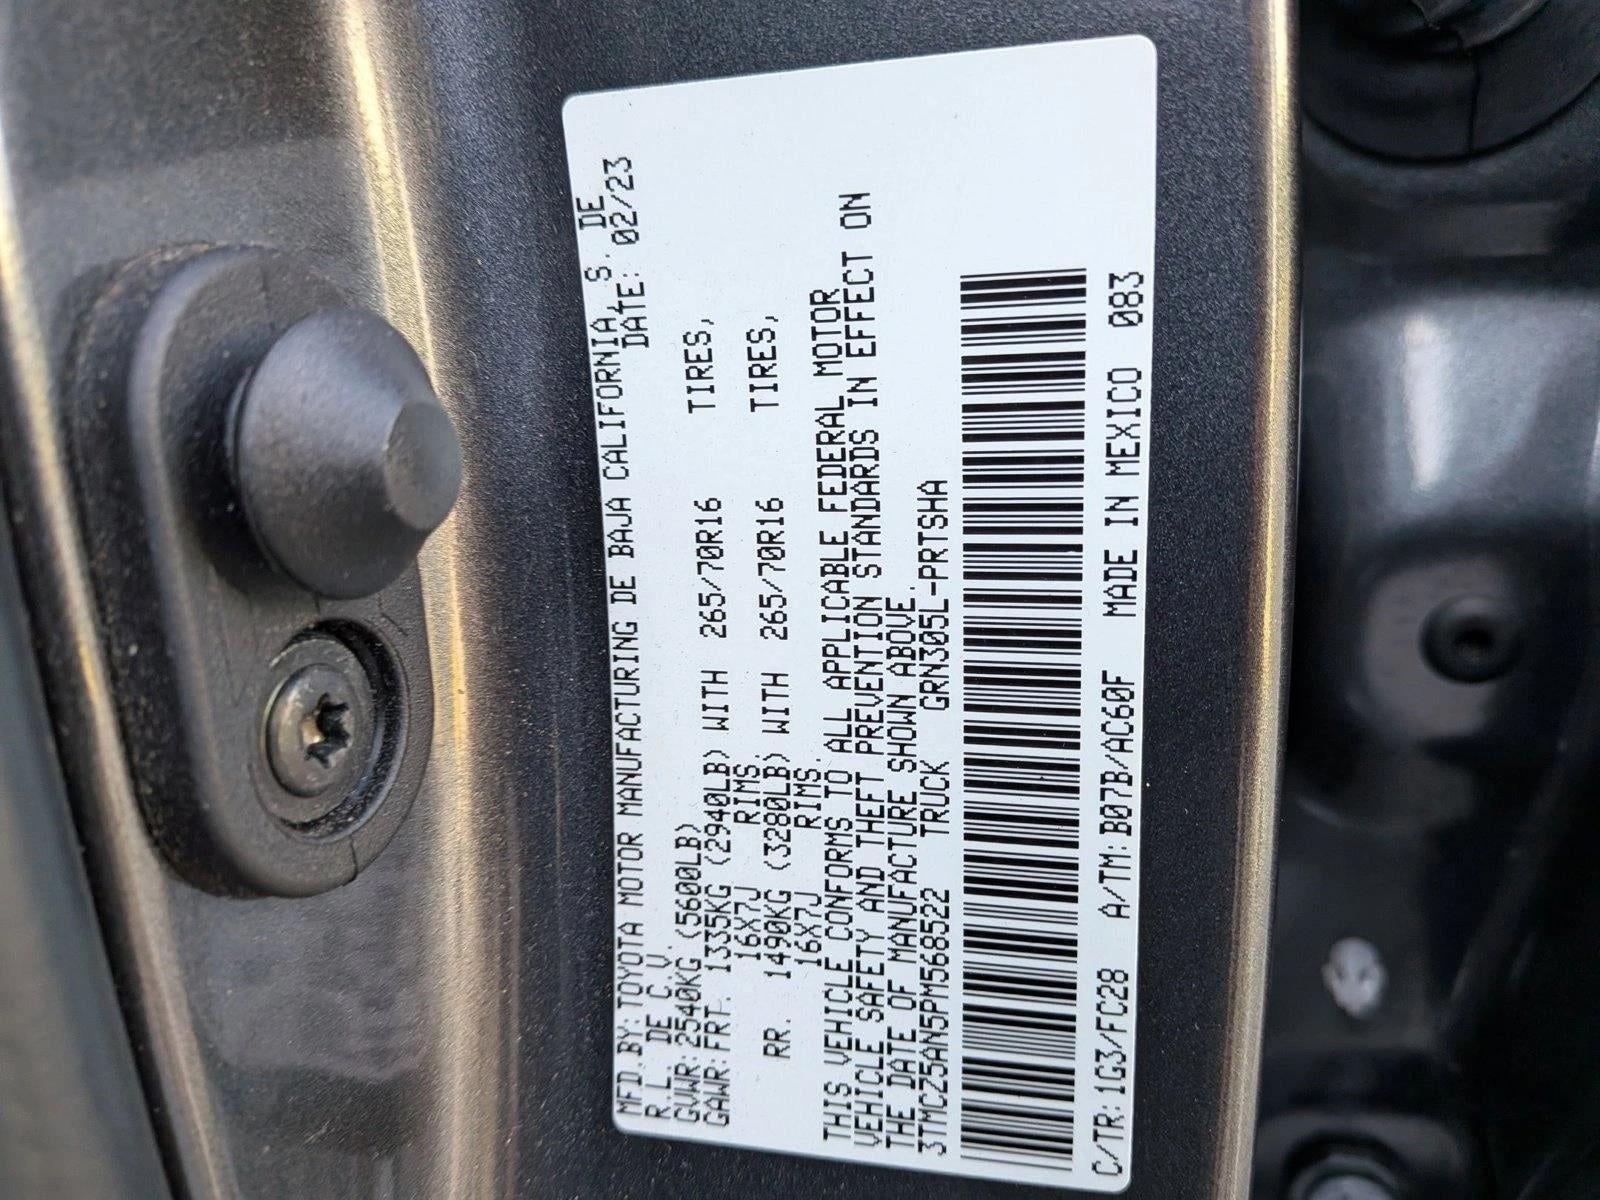 MFD.BY:TOYOTA MOTOR MANUFACTURING DE BAJA CALIFORNIA,S. DE
R.L. DE C.V. DATE: 02/23
GVWR:2540KG (5600LB)
GAWR:FRT. 1335KG (2940LB) WITH 265/70R16 TIRES,
16X7J RIMS.
RR. 1490KG (3280LB) WITH 265/70R16 TIRES,
16X7J RIMS.
THIS VEHICLE CONFORMS TO ALL APPLICABLE FEDERAL MOTOR
VEHICLE SAFETY AND THEFT PREVENTION STANDARDS IN EFFECT ON
THE DATE OF MANUFACTURE SHOWN ABOVE.
3TMCZ5AN5PM568522 TRUCK GRN305L-PRTSHA
C/TR:1G3/FC28 A/TM:B07B/AC60F MADE IN MEXICO 083